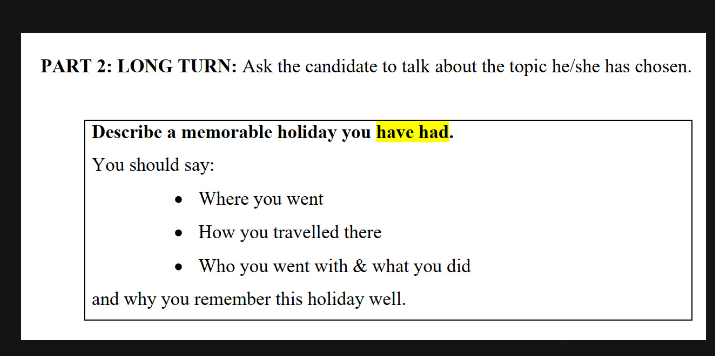 PART 2: LONG TURN: Ask the candidate to talk about the topic he/she has chosen.
Describe a memorable holiday you have had.
You should say:
• Where you went
• How you travelled there
• Who you went with & what you did
and why you remember this holiday well.